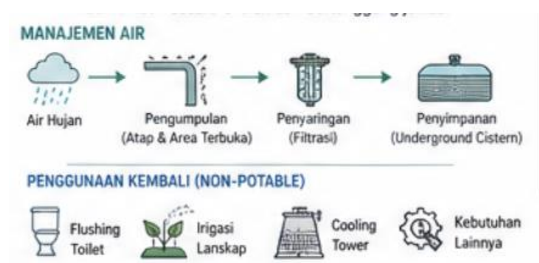 MANAJEMEN AIR
Air Hujan
Pengumpulan
(Atap & Area Terbuka)
Penyaringan
(Filtrasi)
Penyimpanan
(Underground Cistern)
PENGGUNAAN KEMBALI (NON-POTABLE)
Flushing
Toilet
Irigasi
Lanskap
Cooling
Tower
Kebutuhan
Lainnya